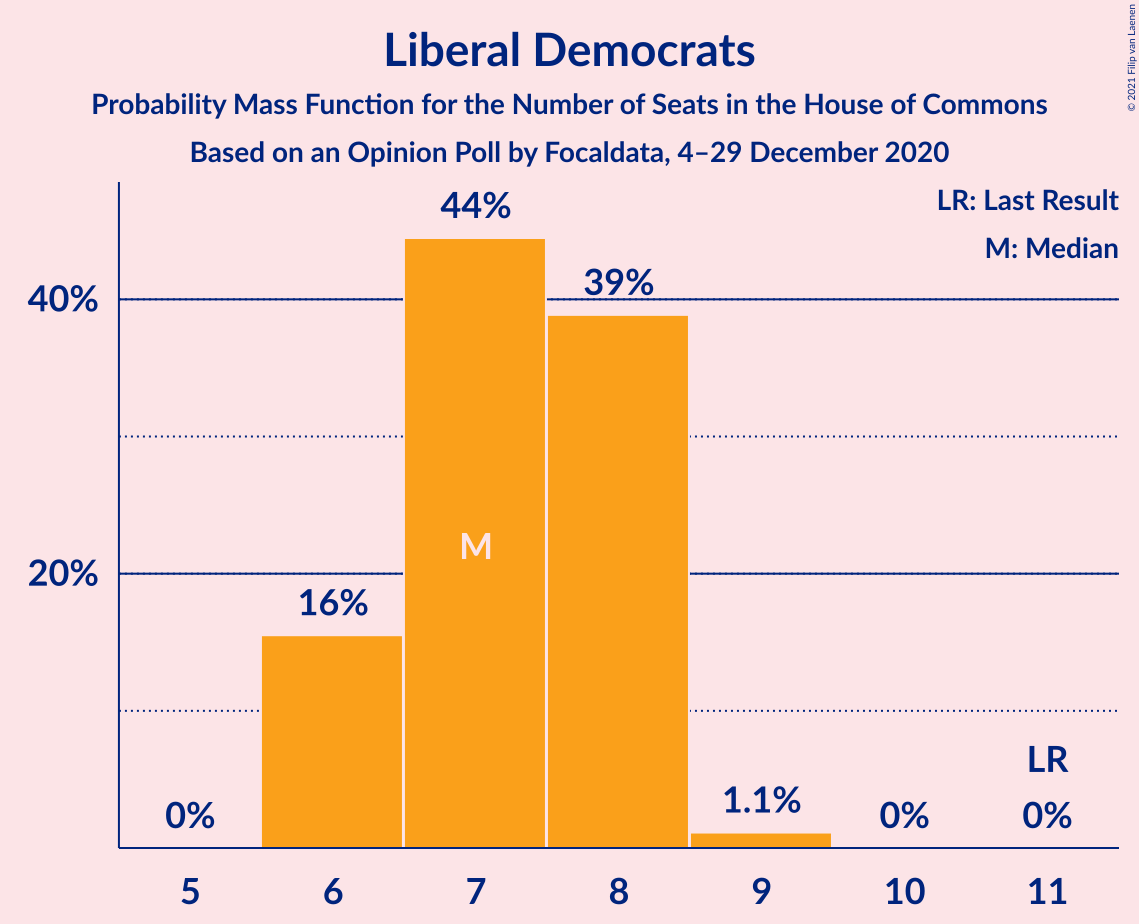 Liberal Democrats
Probability Mass Function for the Number of Seats in the House of Commons
Based on an Opinion Poll by Focaldata, 4–29 December 2020
© 2021 Filip van Laenen
LR: Last Result
M: Median
40%
20%
0%
16%
44%
M
39%
1.1%
0%
LR
0%
5 6 7 8 9 10 11